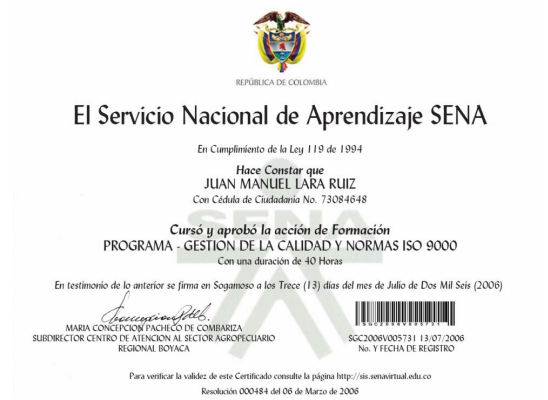 REPÚBLICA DE COLOMBIA
El Servicio Nacional de Aprendizaje SENA
En Cumplimiento de la Ley 119 de 1994
Hace Constar que
JUAN MANUEL LARA RUIZ
Con Cédula de Ciudadania No. 73084648
SENA
Cursó y aprobó la acción de Formación
PROGRAMA - GESTION DE LA CALIDAD Y NORMAS ISO 9000
Con una duración de 40 Horas
En testimonio de lo anterior se firma en Sogamoso a los Trece (13) días del mes de Julio de Dos Mil Seis (2006)
MARIA CONCEPCION PACHECO DE COMBARIZA
SUBDIRECTOR CENTRO DE ATENCION AL SECTOR AGROPECUARIO
REGIONAL BOYACA
SGC2006V005731
SGC2006V005731 13/07/2006
No. Y FECHA DE REGISTRO
Para verificar la validez de este Certificado consulte la página http://sis.senavirtual.edu.co
Resolución 000484 del 06 de Marzo de 2006